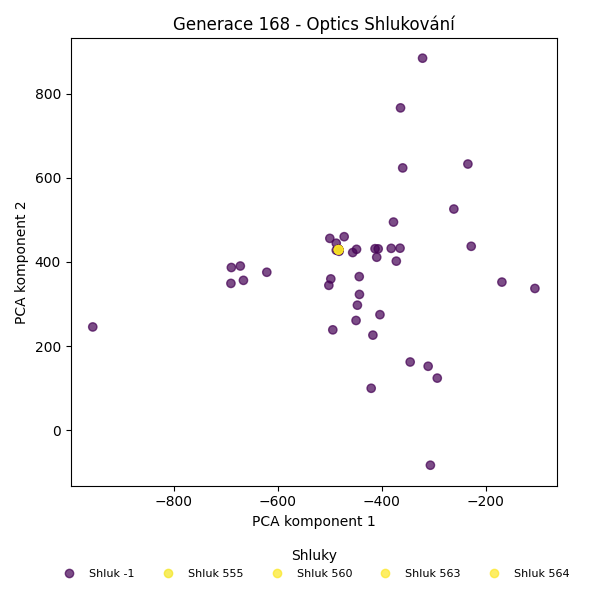 Generace 168 - Optics Shlukování
800
600
400
200
0
PCA komponent 2
−800 −600 −400 −200
PCA komponent 1
Shluky
Shluk -1 Shluk 555 Shluk 560 Shluk 563 Shluk 564